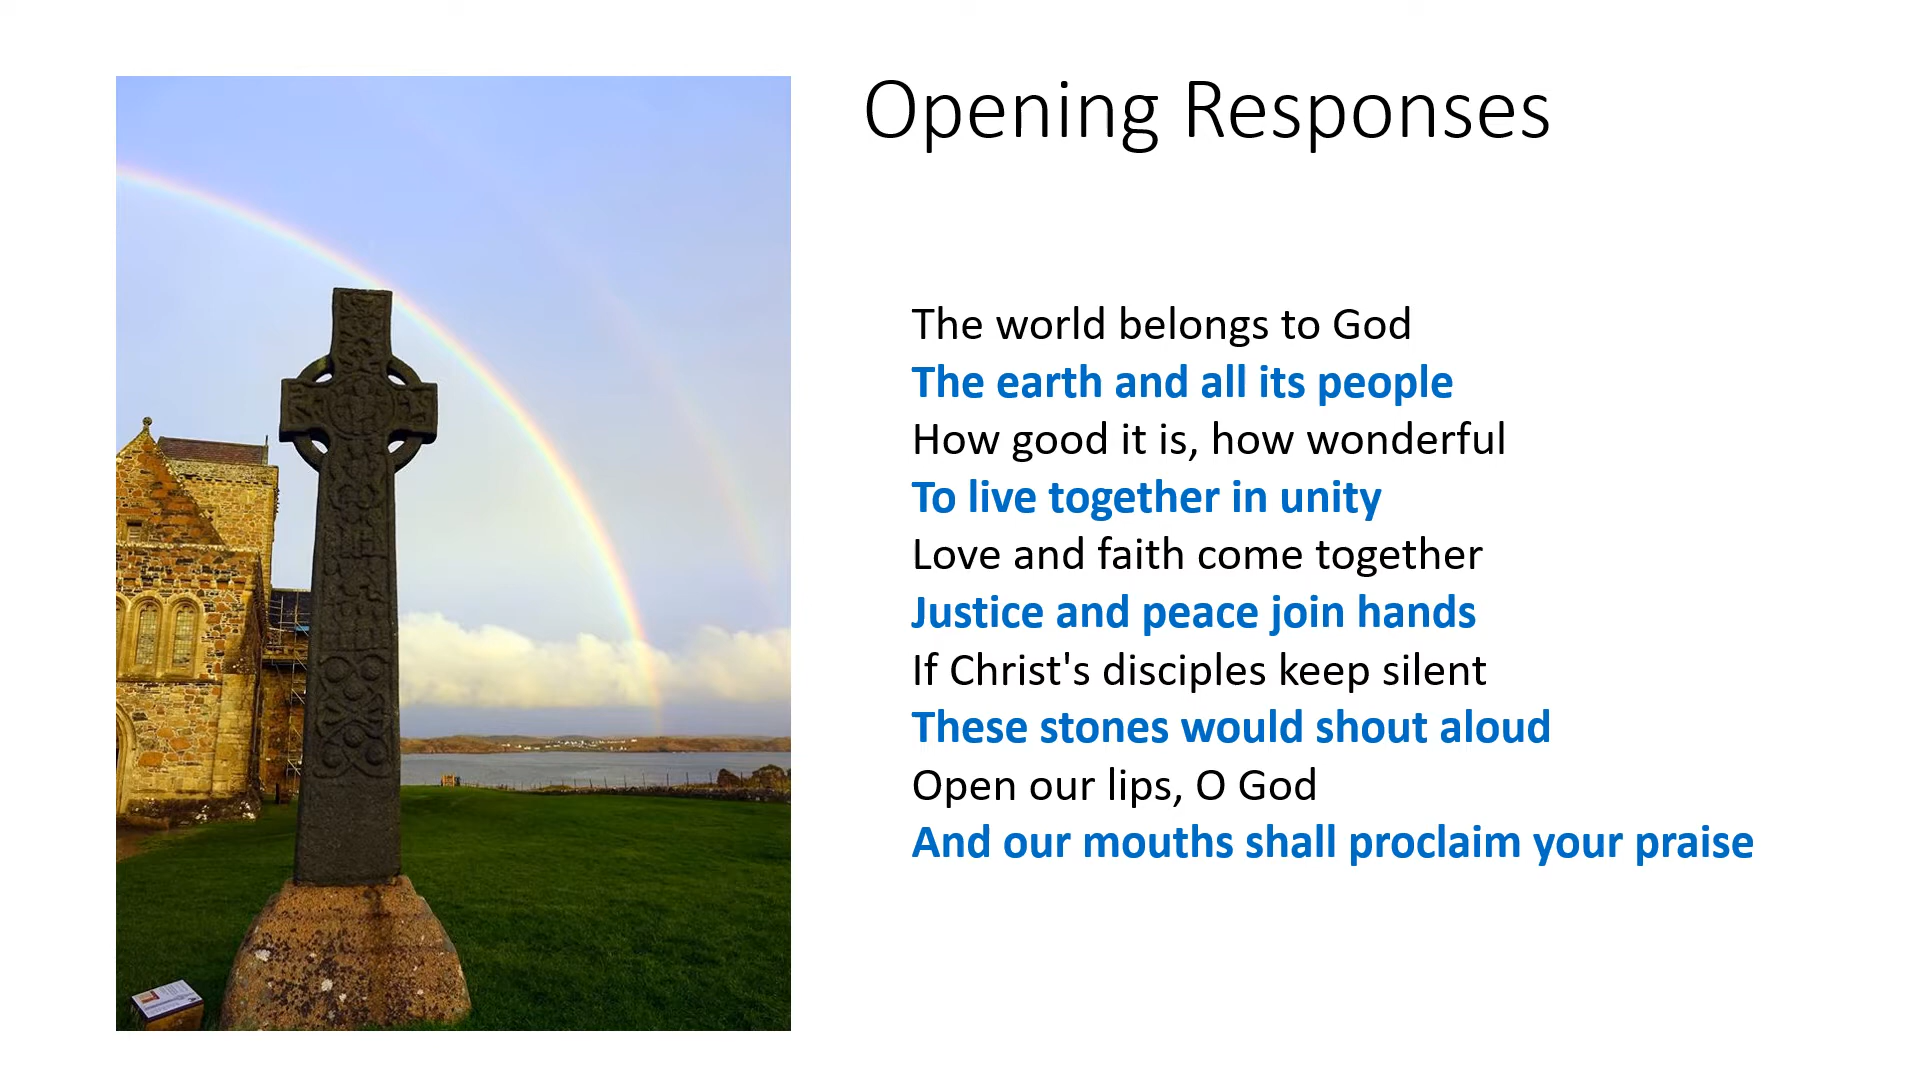 Opening Responses
The world belongs to God
The earth and all its people
How good it is, how wonderful
To live together in unity
Love and faith come together
Justice and peace join hands
If Christ's disciples keep silent
These stones would shout aloud
Open our lips, O God
And our mouths shall proclaim your praise